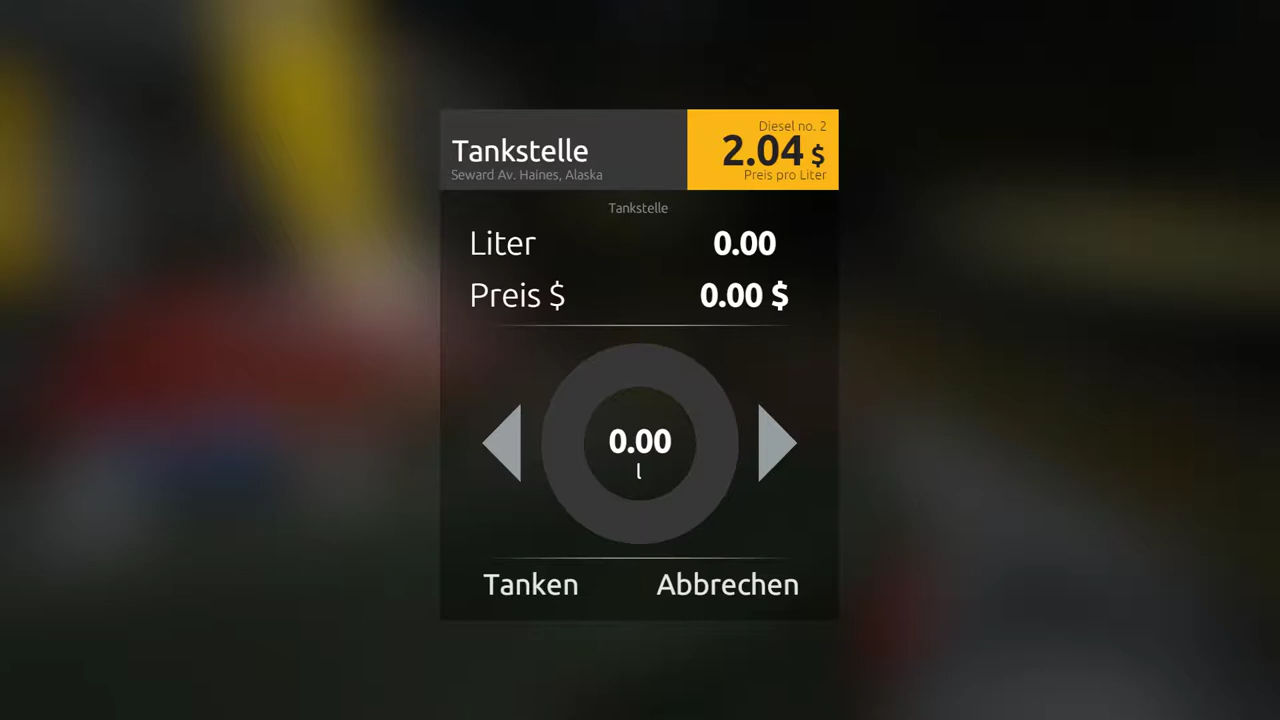 Tankstelle
Seward Av. Haines, Alaska
Diesel no. 2
2.04 $
Preis pro Liter
Tankstelle
Liter 0.00
Preis $ 0.00 $
0.00
l
Tanken Abbrechen